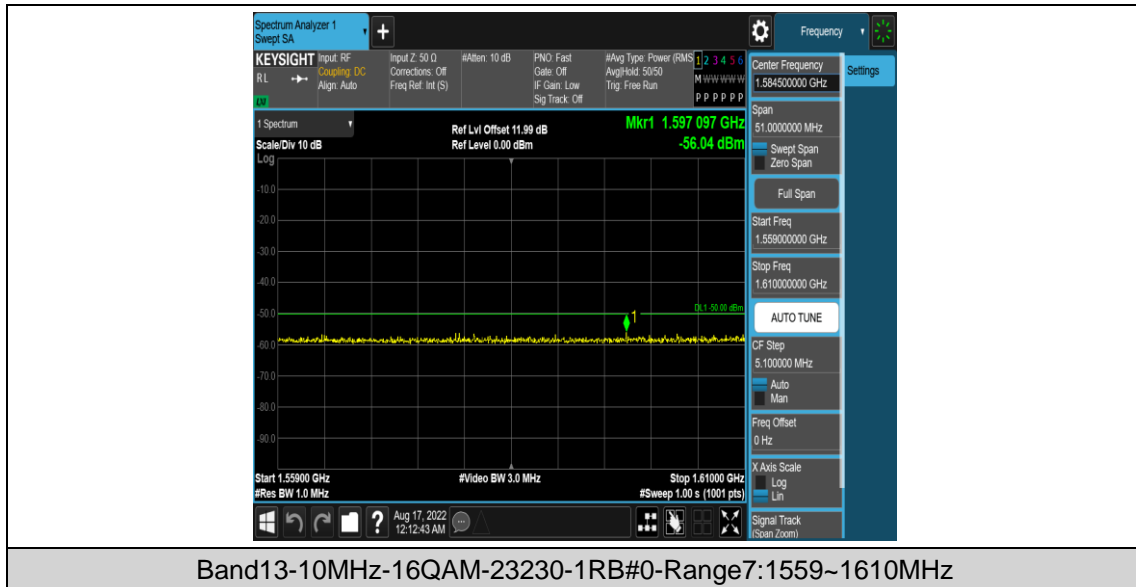 Spectrum Analyzer 1
Swept SA
+
Frequency
KEYSIGHT
RL
Input: RF
Coupling: DC
Align: Auto
Input Z: 50 Ω
Corrections: Off
Freq Ref: Int (S)
#Atten: 10 dB
PNO: Fast
Gate: Off
IF Gain: Low
Sig Track: Off
#Avg Type: Power (RMS
Avg|Hold: 50/50
Trig: Free Run
1 2 3 4 5 6
M W W W W W
P P P P P P
1 Spectrum
Scale/Div 10 dB
Log
Ref Lvl Offset 11.99 dB
Ref Level 0.00 dBm
Mkr1 1.597 097 GHz
-56.04 dBm
-10.0
-20.0
-30.0
-40.0
-50.0
-60.0
-70.0
-80.0
-90.0
DL1 -50.00 dBm
1
Start 1.55900 GHz
#Res BW 1.0 MHz
#Video BW 3.0 MHz
Stop 1.61000 GHz
#Sweep 1.00 s (1001 pts)
?
Aug 17, 2022
12:12:43 AM
Center Frequency
1.584500000 GHz
Settings
Span
51.0000000 MHz
Swept Span
Zero Span
Full Span
Start Freq
1.559000000 GHz
Stop Freq
1.610000000 GHz
AUTO TUNE
CF Step
5.100000 MHz
Auto
Man
Freq Offset
0 Hz
X Axis Scale
Log
Lin
Signal Track
(Span Zoom)
Band13-10MHz-16QAM-23230-1RB#0-Range7:1559~1610MHz